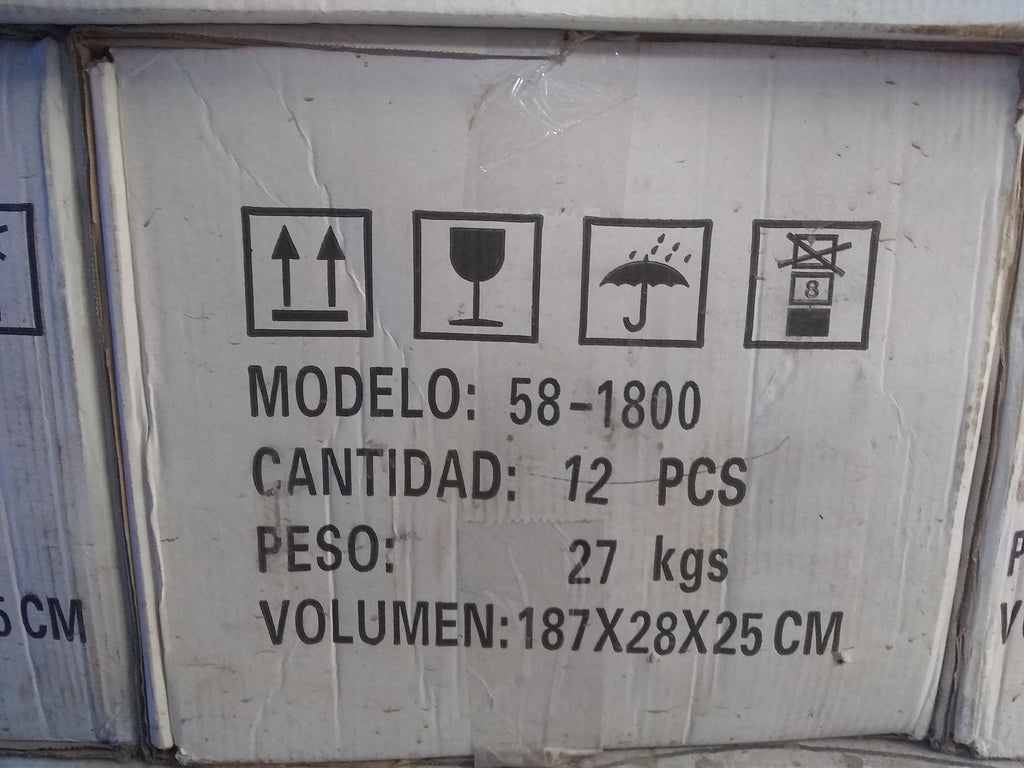 8
MODELO: 58-1800
CANTIDAD: 12 PCS
PESO: 27 kgs
VOLUMEN: 187X28X25 CM
5 CM
P
V